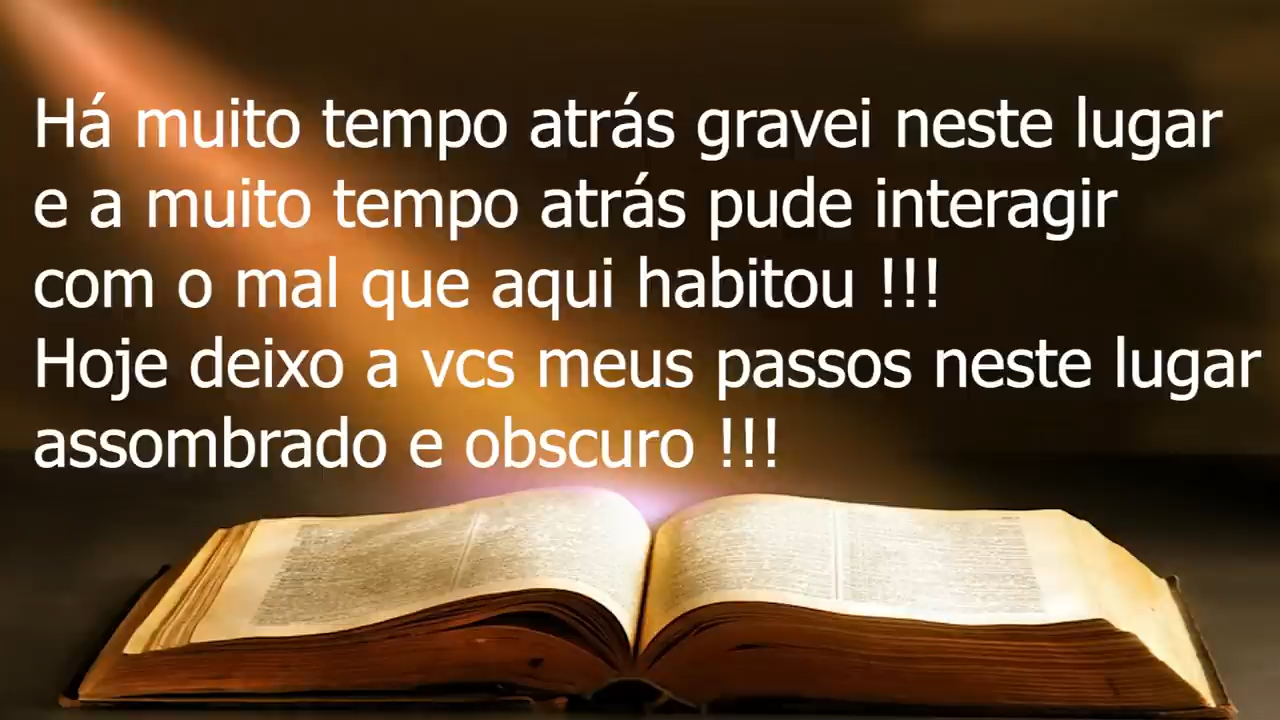 Há muito tempo atrás gravei neste lugar
e a muito tempo atrás pude interagir
com o mal que aqui habitou !!!
Hoje deixo a vcs meus passos neste lugar
assombrado e obscuro !!!